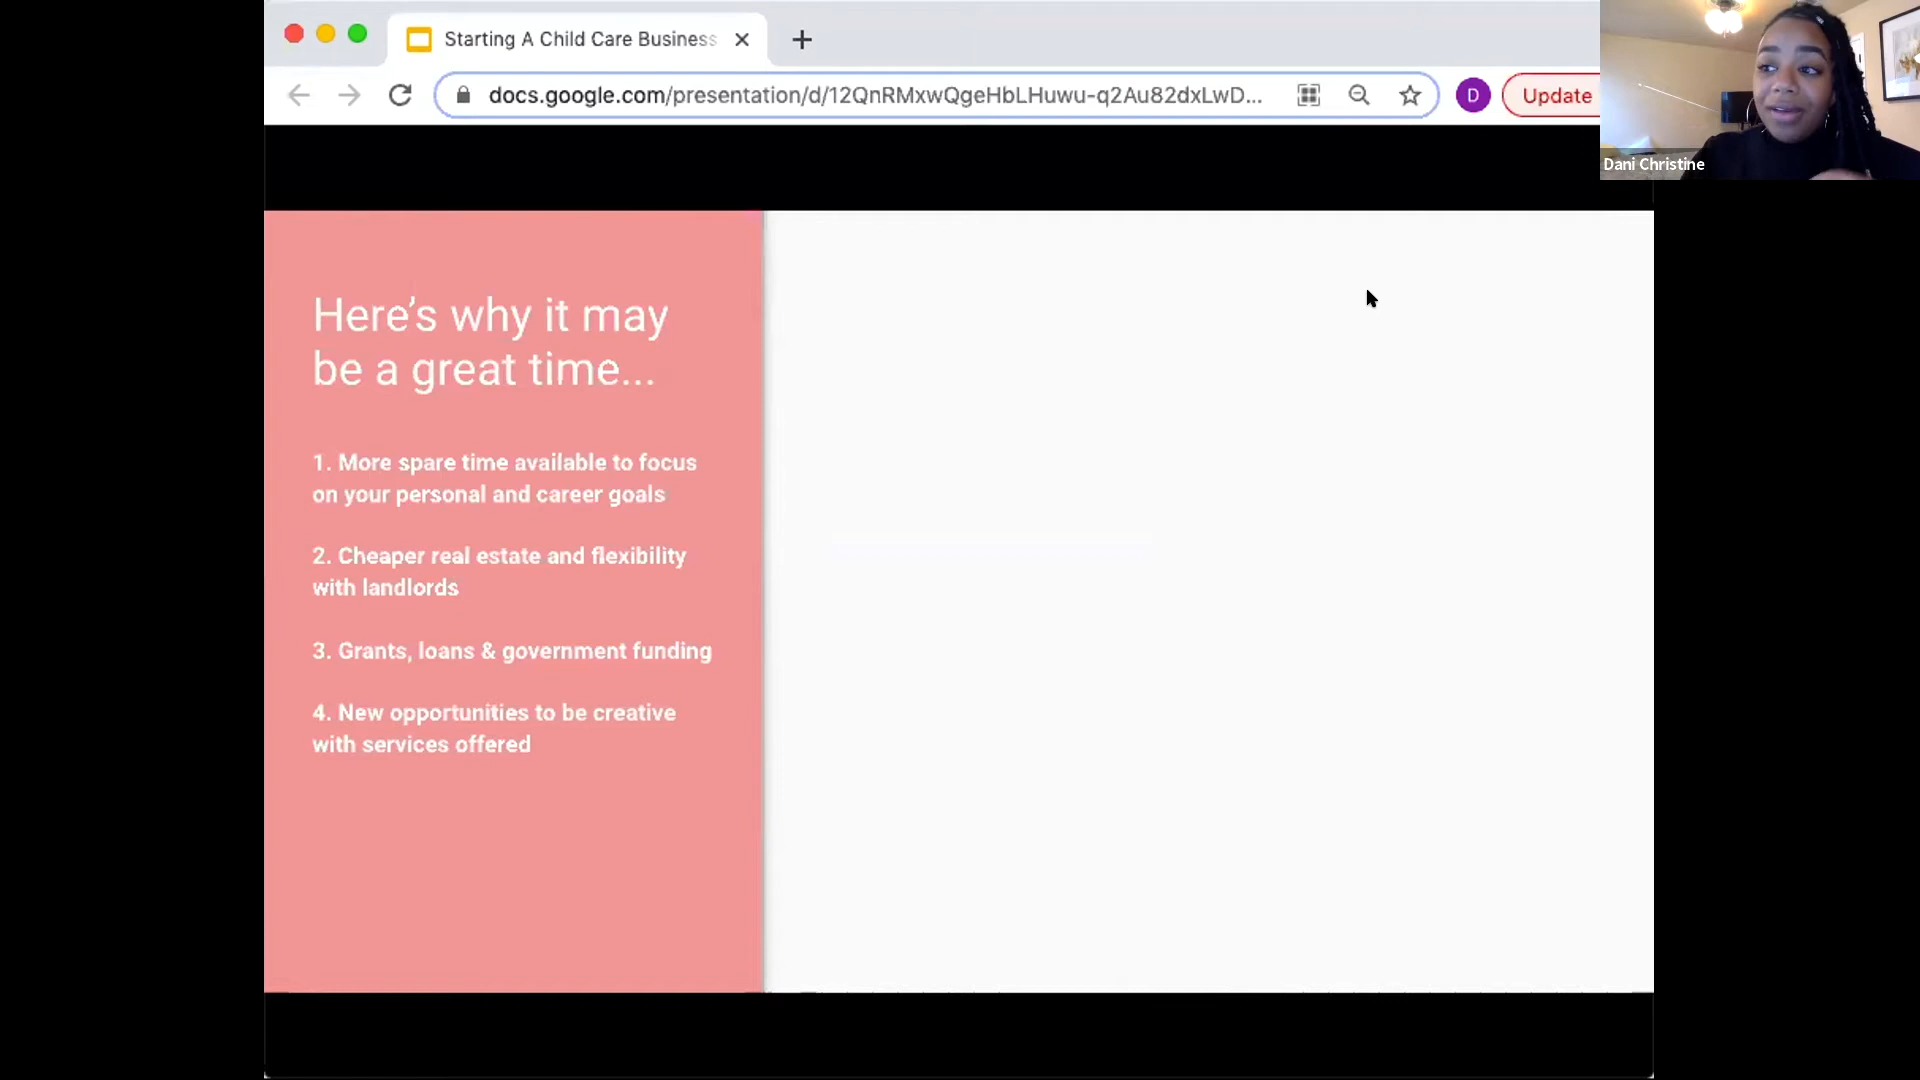 Starting A Child Care Business
docs.google.com/presentation/d/12QnRMxwQgeHbLHuwu-q2Au82dxLwD...
D
Update
Dani Christine
Here’s why it may
be a great time...
1. More spare time available to focus
on your personal and career goals
2. Cheaper real estate and flexibility
with landlords
3. Grants, loans & government funding
4. New opportunities to be creative
with services offered